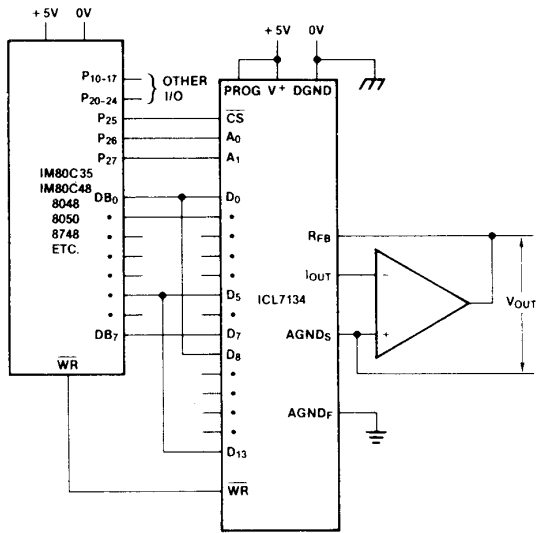 +5V 0V
+5V 0V
P10-17
P20-24
OTHER
I/O
P25
P26
P27
IM80C35
IM80C48
8048
8050
8748
ETC.
DB0
DB7
WR
PROG V+ DGND
CS
A0
A1
D0
D5
D7
D8
D13
WR
ICL7134
RFB
IOUT
AGNDS
AGNDF
−
+
VOUT